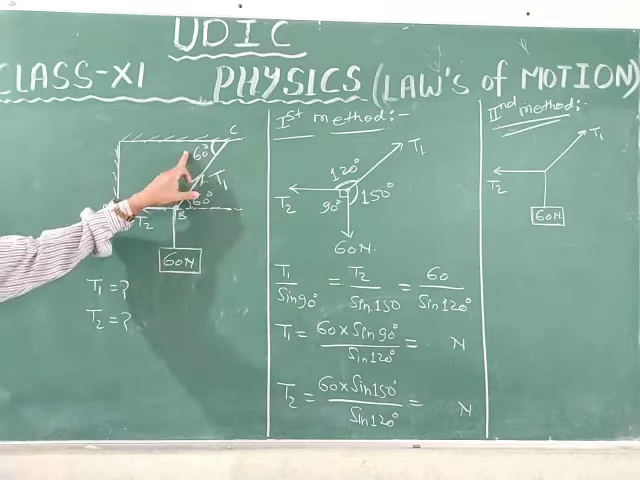 UDIC
CLASS-XI PHYSICS (LAW'S of MOTION)
C
60°
T1
60°
T2
B
60N
T1 = ?
T2 = ?
Ist method:-
T1
120°
T2
150°
90°
60N
T1/Sin90° = T2/Sin150 = 60/Sin120°
T1 = 60×Sin90°/Sin120° = N
T2 = 60×Sin150°/Sin120° = N
IInd method:-
T1
T2
60N